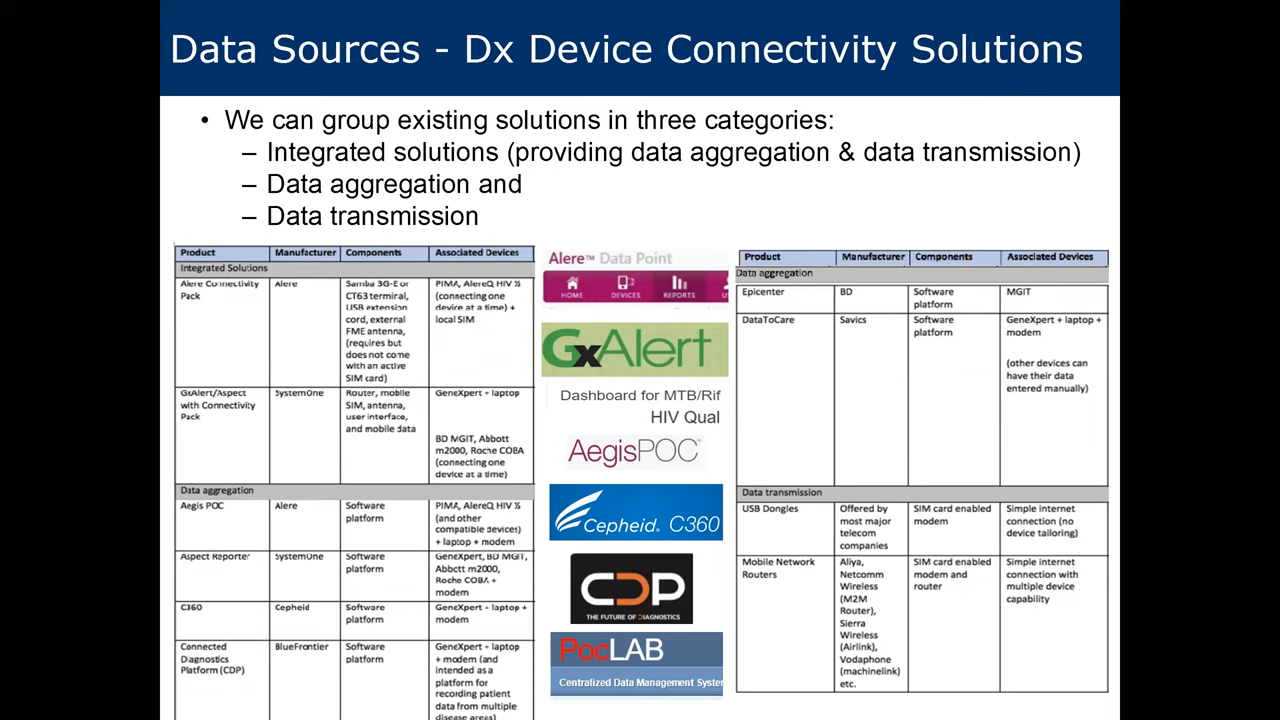 Data Sources - Dx Device Connectivity Solutions
• We can group existing solutions in three categories:
– Integrated solutions (providing data aggregation & data transmission)
– Data aggregation and
– Data transmission
Product Manufacturer Components Associated Devices
Integrated Solutions
Alere Connectivity Pack
Alere
Samba 3G-E or
CT63 terminal,
USB extension
cord, external
FME antenna,
(requires but
does not come
with an active
SIM card)
PIMA, AlereQ HIV ½
(connecting one
device at a time) +
local SIM
GxAlert/Aspect
with Connectivity
Pack
SystemOne
Router, mobile
SIM, antenna,
user interface,
and mobile data
GeneXpert + laptop
BD MGIT, Abbott
m2000, Roche COBA
(connecting one
device at a time)
Data aggregation
Aegis POC
Alere
Software
platform
PIMA, AlereQ HIV ½
(and other
compatible devices)
+ laptop + modem
Aspect Reporter
SystemOne
Software
platform
GeneXpert, BD MGIT,
Abbott m2000,
Roche COBA +
modem
C360
Cepheid
Software
platform
GeneXpert + laptop +
modem
Connected
Diagnostics
Platform (CDP)
BlueFrontier
Software
platform
GeneXpert + laptop
+ modem (and
intended as a
platform for
recording patient
data from multiple
disease areas)
Alere™ Data Point
HOME DEVICES REPORTS
GxAlert
Dashboard for MTB/Rif
HIV Qual
AegisPOC™
Cepheid. C360
CDP
THE FUTURE OF DIAGNOSTICS
PocLAB
Centralized Data Management Syster
Product Manufacturer Components Associated Devices
Data aggregation
Epicenter
BD
Software
platform
MGIT
DataToCare
Savics
Software
platform
GeneXpert + laptop +
modem
(other devices can
have their data
entered manually)
Data transmission
USB Dongles
Offered by
most major
telecom
companies
SIM card enabled
modem
Simple internet
connection (no
device tailoring)
Mobile Network
Routers
Aliya,
Netcomm
Wireless
(M2M
Router),
Sierra
Wireless
(Airlink),
Vodaphone
(machinelink)
etc.
SIM card enabled
modem and
router
Simple internet
connection with
multiple device
capability